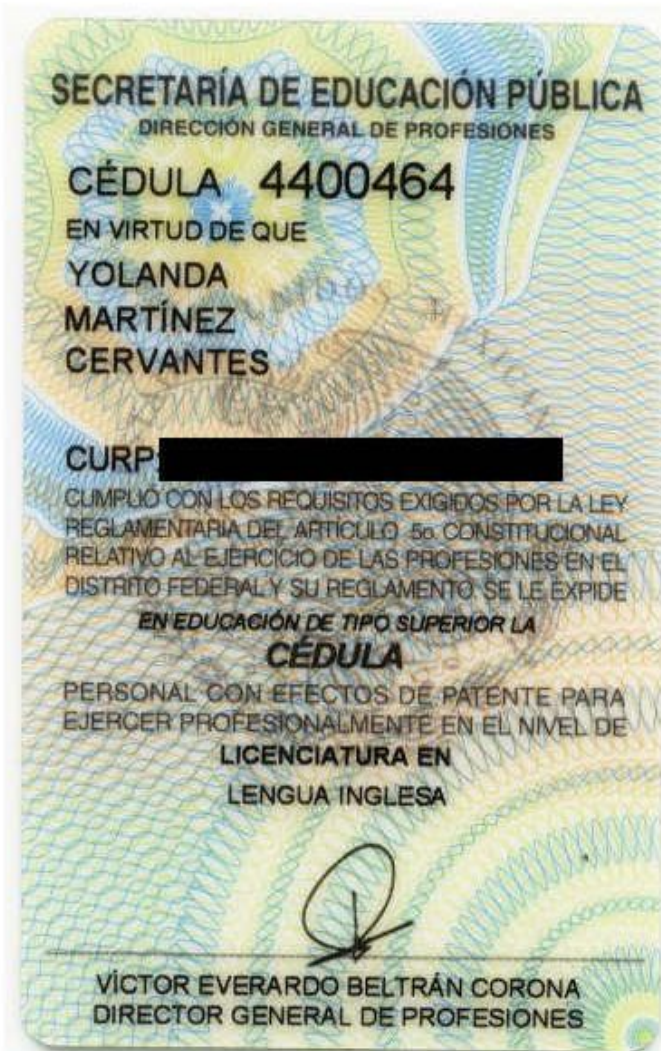 SECRETARÍA DE EDUCACIÓN PÚBLICA
DIRECCIÓN GENERAL DE PROFESIONES
CÉDULA 4400464
EN VIRTUD DE QUE
YOLANDA
MARTÍNEZ
CERVANTES
CURP:
CUMPLIÓ CON LOS REQUISITOS EXIGIDOS POR LA LEY
REGLAMENTARIA DEL ARTÍCULO 5o. CONSTITUCIONAL
RELATIVO AL EJERCICIO DE LAS PROFESIONES EN EL
DISTRITO FEDERAL Y SU REGLAMENTO SE LE EXPIDE
EN EDUCACIÓN DE TIPO SUPERIOR LA
CÉDULA
PERSONAL CON EFECTOS DE PATENTE PARA
EJERCER PROFESIONALMENTE EN EL NIVEL DE
LICENCIATURA EN
LENGUA INGLESA
VÍCTOR EVERARDO BELTRÁN CORONA
DIRECTOR GENERAL DE PROFESIONES